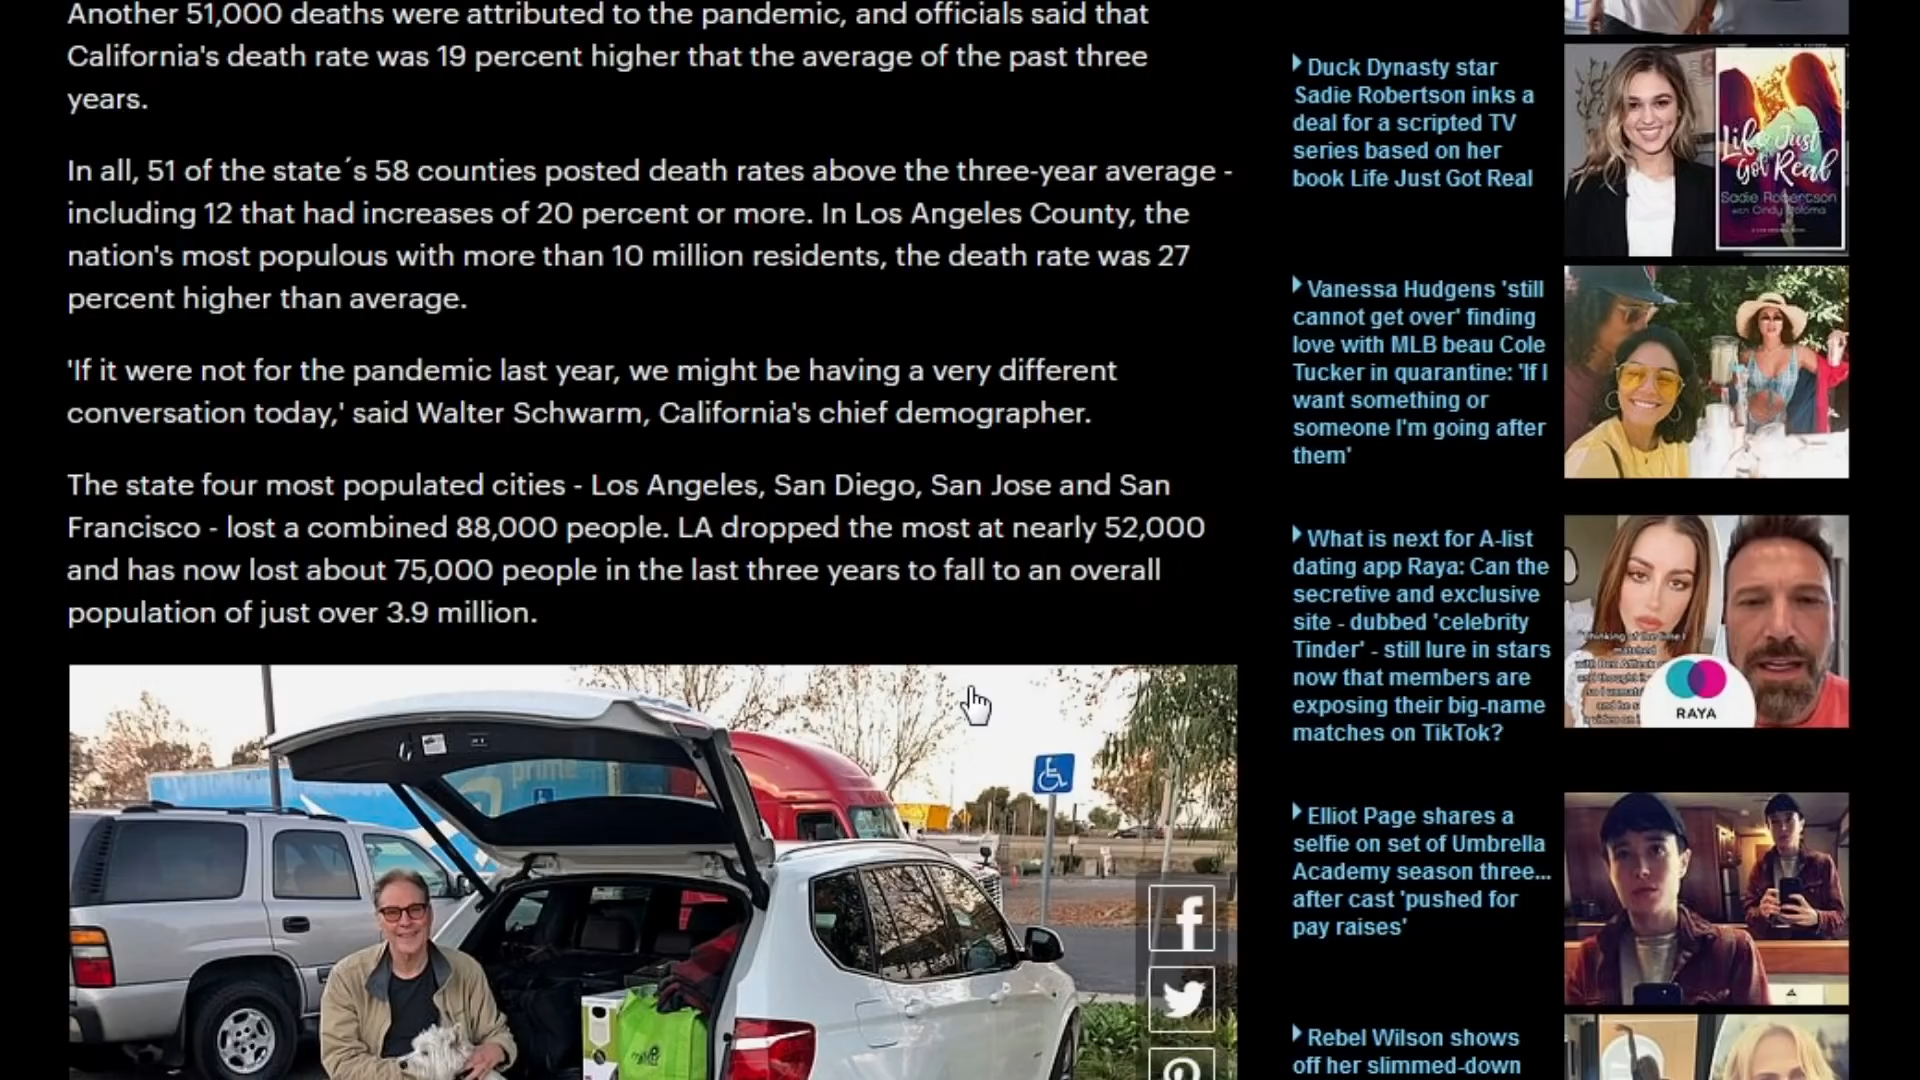 Another 51,000 deaths were attributed to the pandemic, and officials said that
California's death rate was 19 percent higher that the average of the past three
years.
In all, 51 of the state´s 58 counties posted death rates above the three-year average -
including 12 that had increases of 20 percent or more. In Los Angeles County, the
nation's most populous with more than 10 million residents, the death rate was 27
percent higher than average.
'If it were not for the pandemic last year, we might be having a very different
conversation today,' said Walter Schwarm, California's chief demographer.
The state four most populated cities - Los Angeles, San Diego, San Jose and San
Francisco - lost a combined 88,000 people. LA dropped the most at nearly 52,000
and has now lost about 75,000 people in the last three years to fall to an overall
population of just over 3.9 million.
prime
Duck Dynasty star
Sadie Robertson inks a
deal for a scripted TV
series based on her
book Life Just Got Real
Life Just
Got Real
Sadie Robertson
Vanessa Hudgens 'still
cannot get over' finding
love with MLB beau Cole
Tucker in quarantine: 'If I
want something or
someone I'm going after
them'
What is next for A-list
dating app Raya: Can the
secretive and exclusive
site - dubbed 'celebrity
Tinder' - still lure in stars
now that members are
exposing their big-name
matches on TikTok?
RAYA
Elliot Page shares a
selfie on set of Umbrella
Academy season three...
after cast 'pushed for
pay raises'
Rebel Wilson shows
off her slimmed-down